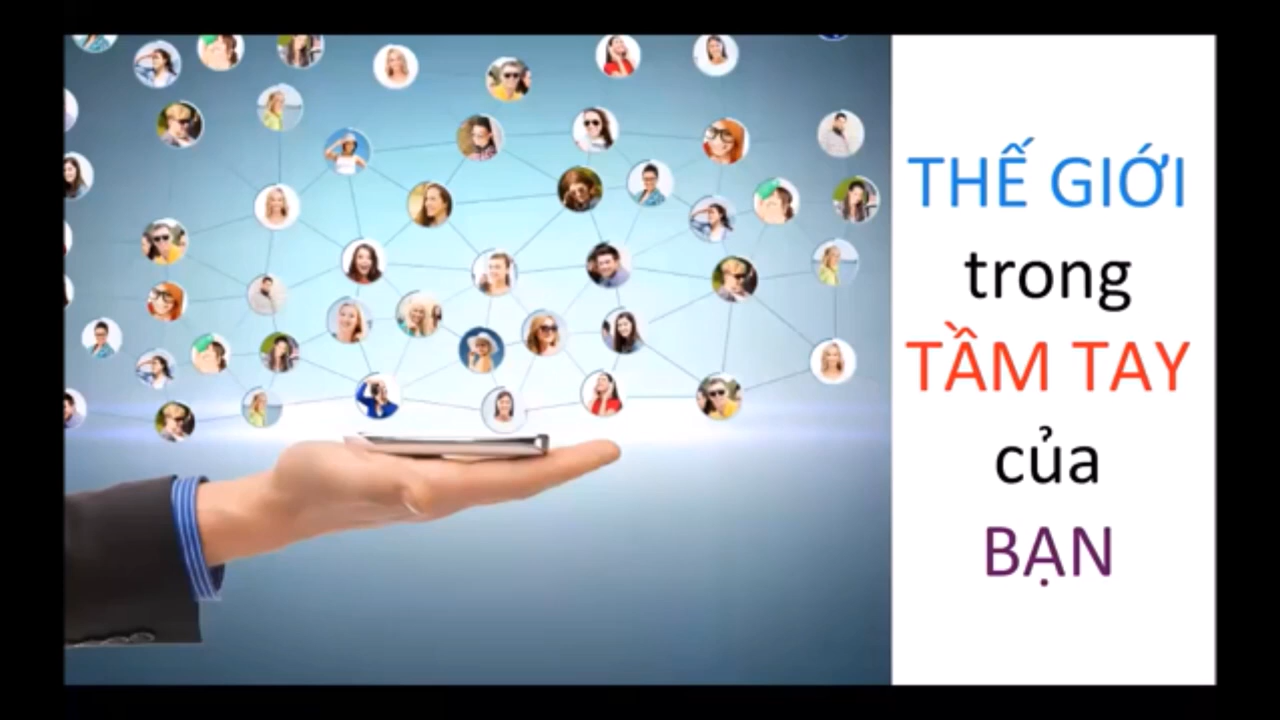 THẾ GIỚI
trong
TẦM TAY
của
BẠN